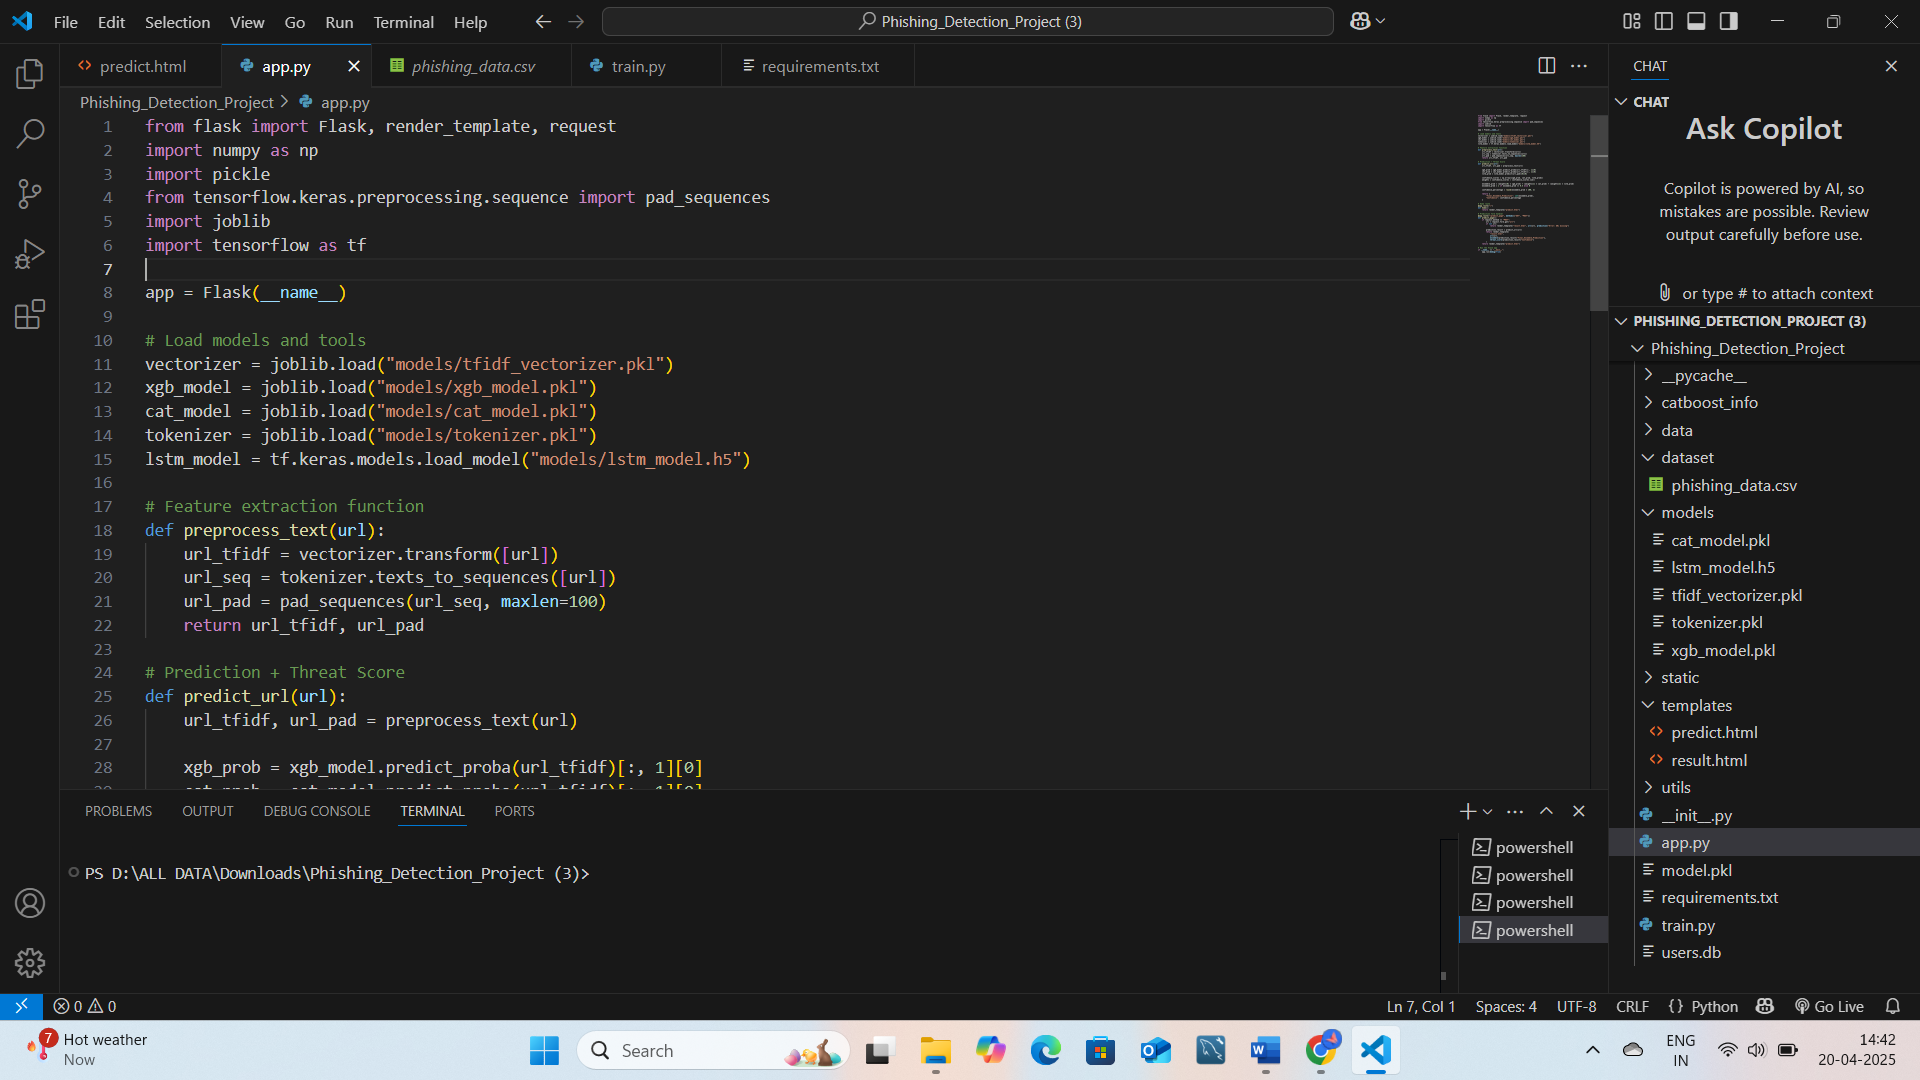 File Edit Selection View Go Run Terminal Help
Phishing_Detection_Project (3)
predict.html
app.py
phishing_data.csv
train.py
requirements.txt
Phishing_Detection_Project > app.py
1 from flask import Flask, render_template, request
2 import numpy as np
3 import pickle
4 from tensorflow.keras.preprocessing.sequence import pad_sequences
5 import joblib
6 import tensorflow as tf
7
8 app = Flask(__name__)
9
10 # Load models and tools
11 vectorizer = joblib.load("models/tfidf_vectorizer.pkl")
12 xgb_model = joblib.load("models/xgb_model.pkl")
13 cat_model = joblib.load("models/cat_model.pkl")
14 tokenizer = joblib.load("models/tokenizer.pkl")
15 lstm_model = tf.keras.models.load_model("models/lstm_model.h5")
16
17 # Feature extraction function
18 def preprocess_text(url):
19 url_tfidf = vectorizer.transform([url])
20 url_seq = tokenizer.texts_to_sequences([url])
21 url_pad = pad_sequences(url_seq, maxlen=100)
22 return url_tfidf, url_pad
23
24 # Prediction + Threat Score
25 def predict_url(url):
26 url_tfidf, url_pad = preprocess_text(url)
27
28 xgb_prob = xgb_model.predict_proba(url_tfidf)[:, 1][0]
CHAT
CHAT
Ask Copilot
Copilot is powered by AI, so
mistakes are possible. Review
output carefully before use.
or type # to attach context
PHISHING_DETECTION_PROJECT (3)
Phishing_Detection_Project
__pycache__
catboost_info
data
dataset
phishing_data.csv
models
cat_model.pkl
lstm_model.h5
tfidf_vectorizer.pkl
tokenizer.pkl
xgb_model.pkl
static
templates
predict.html
result.html
utils
__init__.py
app.py
model.pkl
requirements.txt
train.py
users.db
PROBLEMS OUTPUT DEBUG CONSOLE TERMINAL PORTS
PS D:\ALL DATA\Downloads\Phishing_Detection_Project (3)>
powershell
powershell
powershell
powershell
0 0
Ln 7, Col 1 Spaces: 4 UTF-8 CRLF {} Python Go Live
7
Hot weather
Now
Search
ENG
IN
14:42
20-04-2025